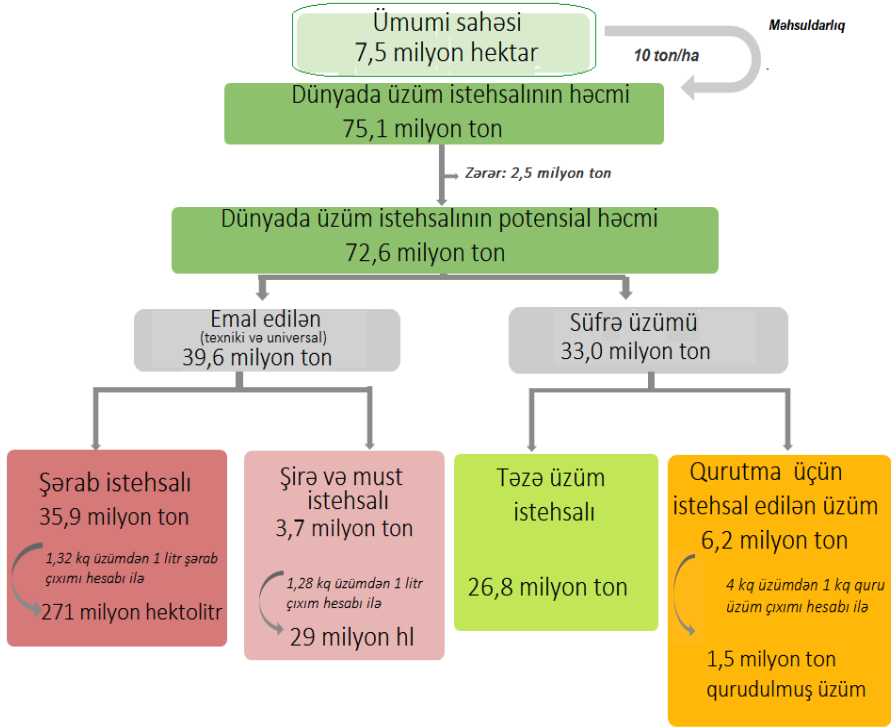 Ümumi sahəsi
7,5 milyon hektar
Məhsuldarlıq
10 ton/ha
.
Dünyada üzüm istehsalının həcmi
75,1 milyon ton
Zərər: 2,5 milyon ton
Dünyada üzüm istehsalının potensial həcmi
72,6 milyon ton
Emal edilən
(texniki və universal)
39,6 milyon ton
Süfrə üzümü
33,0 milyon ton
Şərab istehsalı
35,9 milyon ton
1,32 kq üzümdən 1 litr şərab
çıxımı hesabı ilə
271 milyon hektolitr
Şirə və must
istehsalı
3,7 milyon ton
1,28 kq üzümdən 1 litr
çıxım hesabı ilə
29 milyon hl
Təzə üzüm
istehsalı
26,8 milyon ton
Qurutma üçün
istehsal edilən üzüm
6,2 milyon ton
4 kq üzümdən 1 kq quru
üzüm çıxımı hesabı ilə
1,5 milyon ton
qurudulmuş üzüm